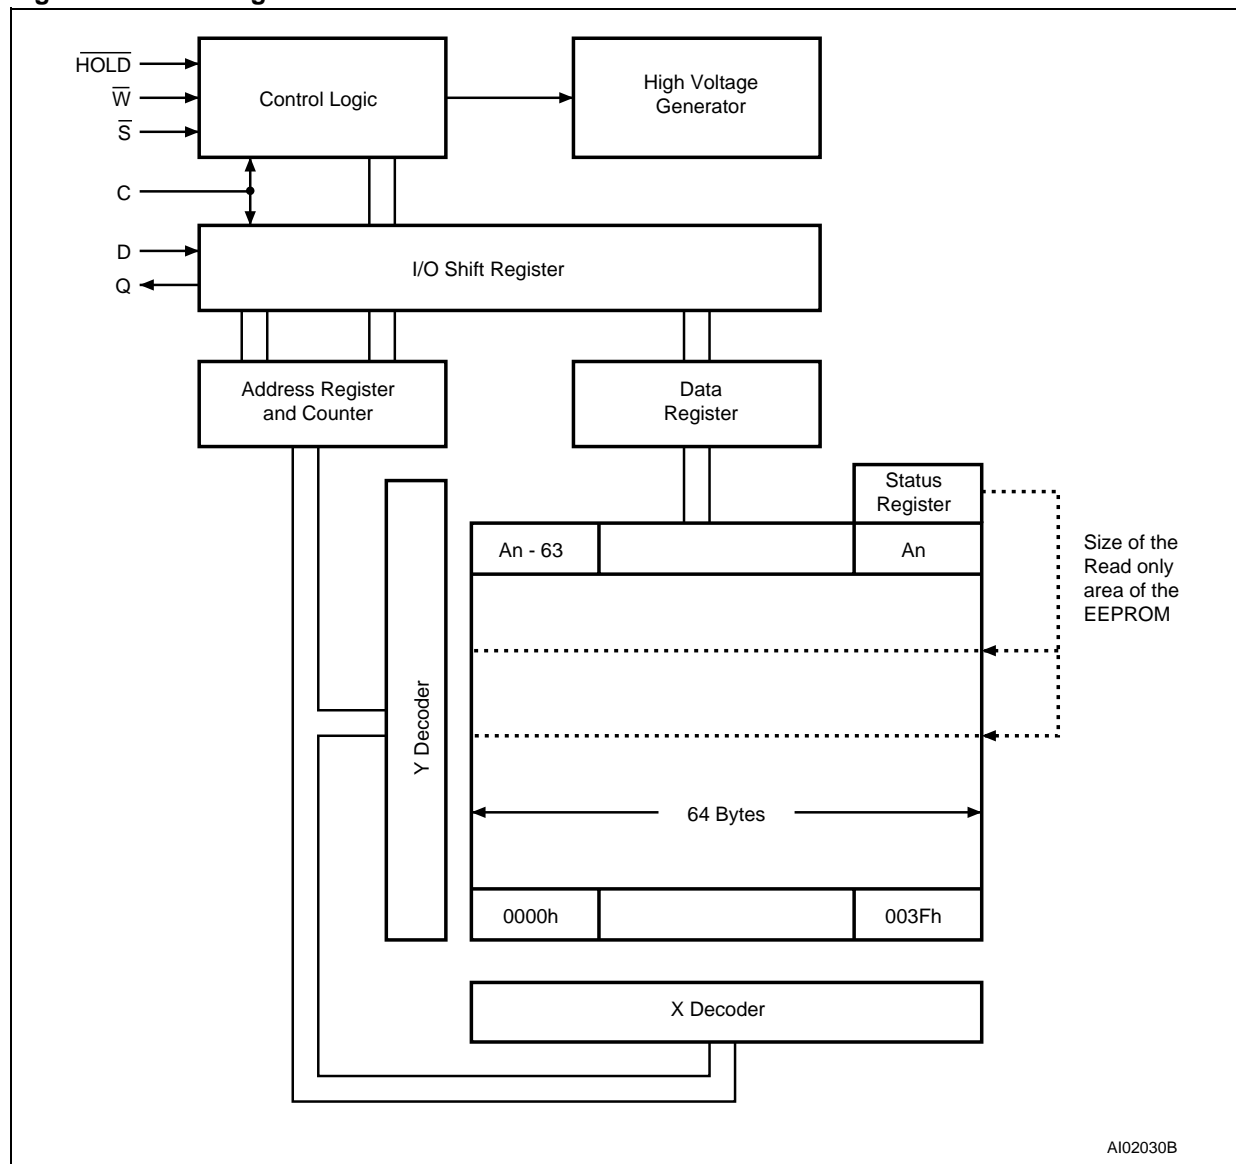 HOLD
W
S
C
D
Q
Control Logic
High Voltage
Generator
I/O Shift Register
Address Register
and Counter
Data
Register
Status
Register
An - 63
An
Size of the
Read only
area of the
EEPROM
Y Decoder
64 Bytes
0000h
003Fh
X Decoder
AI02030B